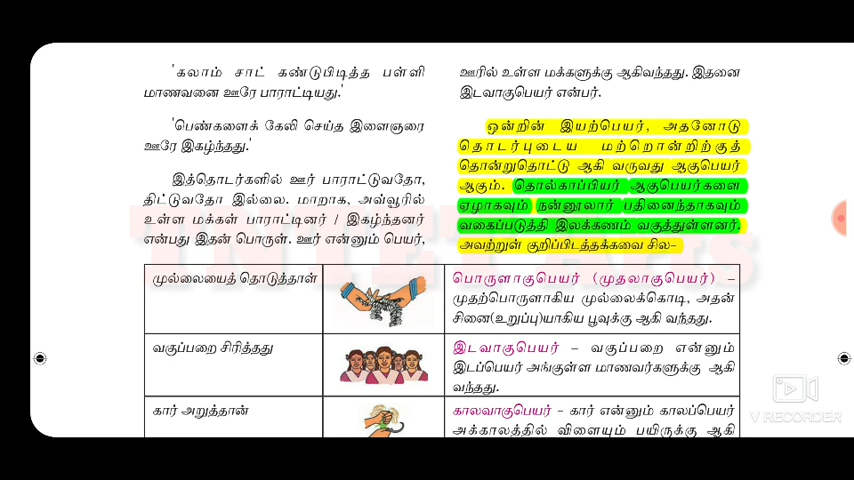 'கலாம் சாட் கண்டுபிடித்த பள்ளி
மாணவனை ஊரே பாராட்டியது.'
'பெண்களைக் கேலி செய்த இளைஞரை
ஊரே இகழ்ந்தது.'
இத்தொடர்களில் ஊர் பாராட்டுவதோ,
திட்டுவதோ இல்லை. மாறாக, அவ்வூரில்
உள்ள மக்கள் பாராட்டினர் / இகழ்ந்தனர்
என்பது இதன் பொருள். ஊர் என்னும் பெயர்,
ஊரில் உள்ள மக்களுக்கு ஆகிவந்தது. இதனை
இடவாகுபெயர் என்பர்.
ஒன்றின் இயற்பெயர், அதனோடு
தொடர்புடைய மற்றொன்றிற்குத்
தொன்றுதொட்டு ஆகி வருவது ஆகுபெயர்
ஆகும். தொல்காப்பியர் ஆகுபெயர்களை
ஏழாகவும் நன்னூலார் பதினைந்தாகவும்
வகைப்படுத்தி இலக்கணம் வகுத்துள்ளனர்.
அவற்றுள் குறிப்பிடத்தக்கவை சில-
முல்லையைத் தொடுத்தாள்
பொருளாகுபெயர் (முதலாகுபெயர்) –
முதற்பொருளாகிய முல்லைக்கொடி, அதன்
சினை(உறுப்பு)யாகிய பூவுக்கு ஆகி வந்தது.
வகுப்பறை சிரித்தது
இடவாகுபெயர் – வகுப்பறை என்னும்
இடப்பெயர் அங்குள்ள மாணவர்களுக்கு ஆகி
வந்தது.
கார் அறுத்தான்
காலவாகுபெயர் - கார் என்னும் காலப்பெயர்
அக்காலத்தில் விளையும் பயிருக்கு ஆகி
V RECORDER